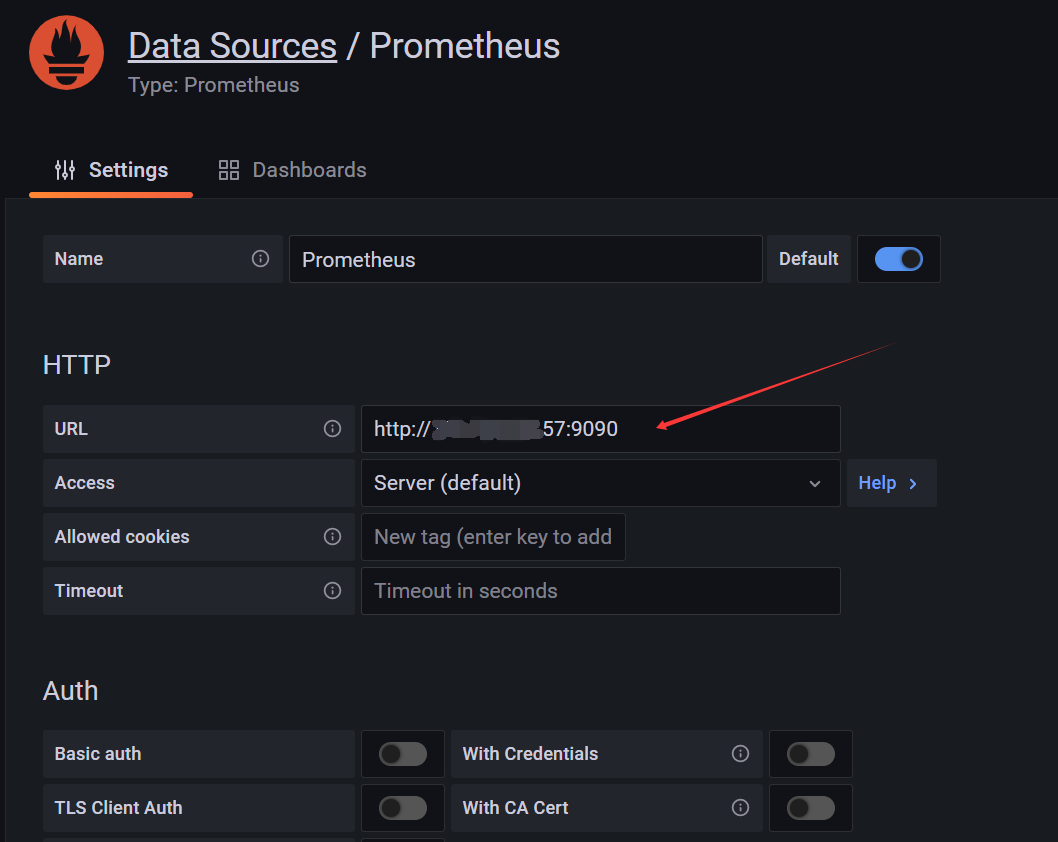 Data Sources / Prometheus
Type: Prometheus
Settings
Dashboards
Name
Prometheus
Default
HTTP
URL
http:// 57:9090
Access
Server (default)
Help
Allowed cookies
New tag (enter key to add
Timeout
Timeout in seconds
Auth
Basic auth
With Credentials
TLS Client Auth
With CA Cert